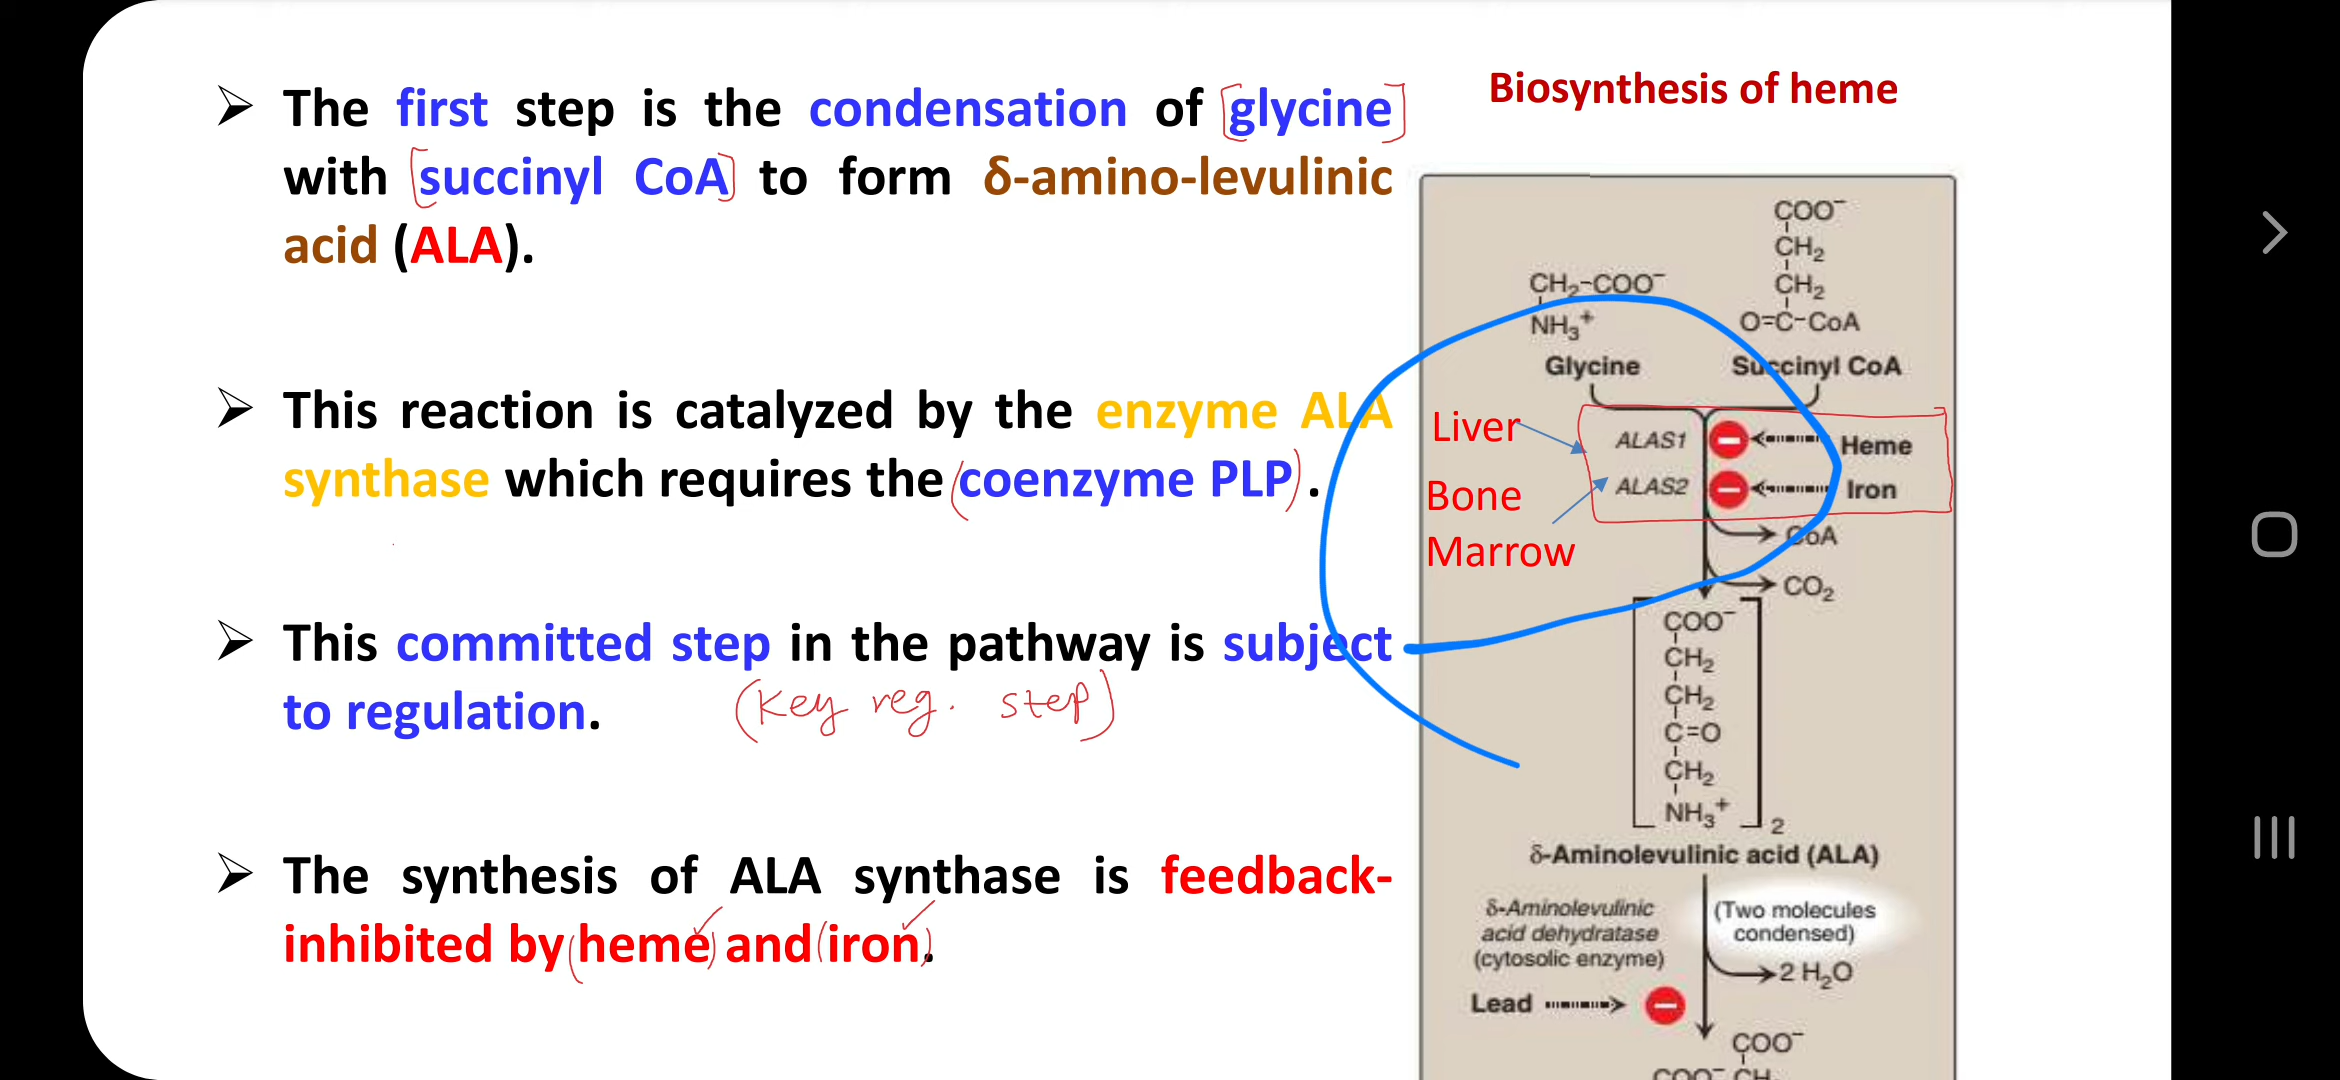 The first step is the condensation of glycine
with succinyl CoA to form δ-amino-levulinic
acid (ALA).
This reaction is catalyzed by the enzyme ALA
synthase which requires the coenzyme PLP.
This committed step in the pathway is subject
to regulation. (Key reg. step)
The synthesis of ALA synthase is feedback-
inhibited by (heme) and (iron).
Biosynthesis of heme
COO⁻
CH₂
CH₂
O=C-CoA
CH₂-COO⁻
NH₃⁺
Glycine Succinyl CoA
Liver
ALAS1 Heme
Bone
Marrow
ALAS2 Iron
CoA
CO₂
COO⁻
CH₂
CH₂
C=O
CH₂
NH₃⁺
2
δ-Aminolevulinic acid (ALA)
δ-Aminolevulinic
acid dehydratase
(cytosolic enzyme)
(Two molecules
condensed)
2 H₂O
Lead
COO⁻
COO⁻ CH